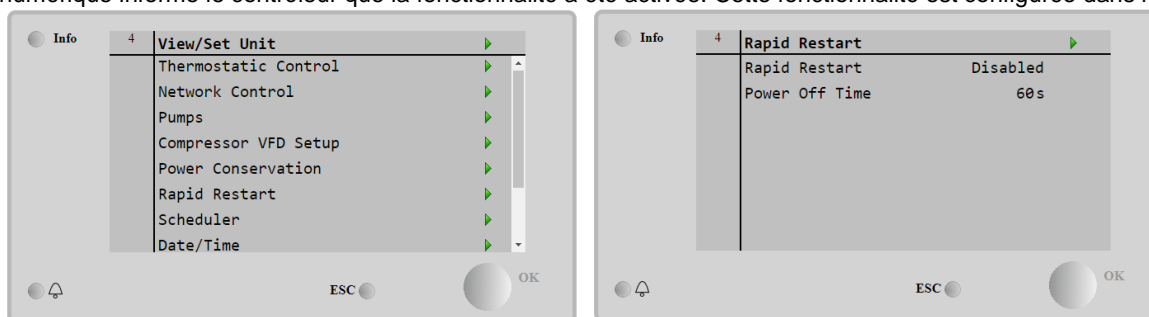 numérique informe le contrôleur que la fonctionnalité a été activée. Cette fonctionnalité est configurée dans
Info
4 View/Set Unit
Thermostatic Control
Network Control
Pumps
Compressor VFD Setup
Power Conservation
Rapid Restart
Scheduler
Date/Time
ESC
OK
Info
4 Rapid Restart
Rapid Restart Disabled
Power Off Time 60s
ESC
OK